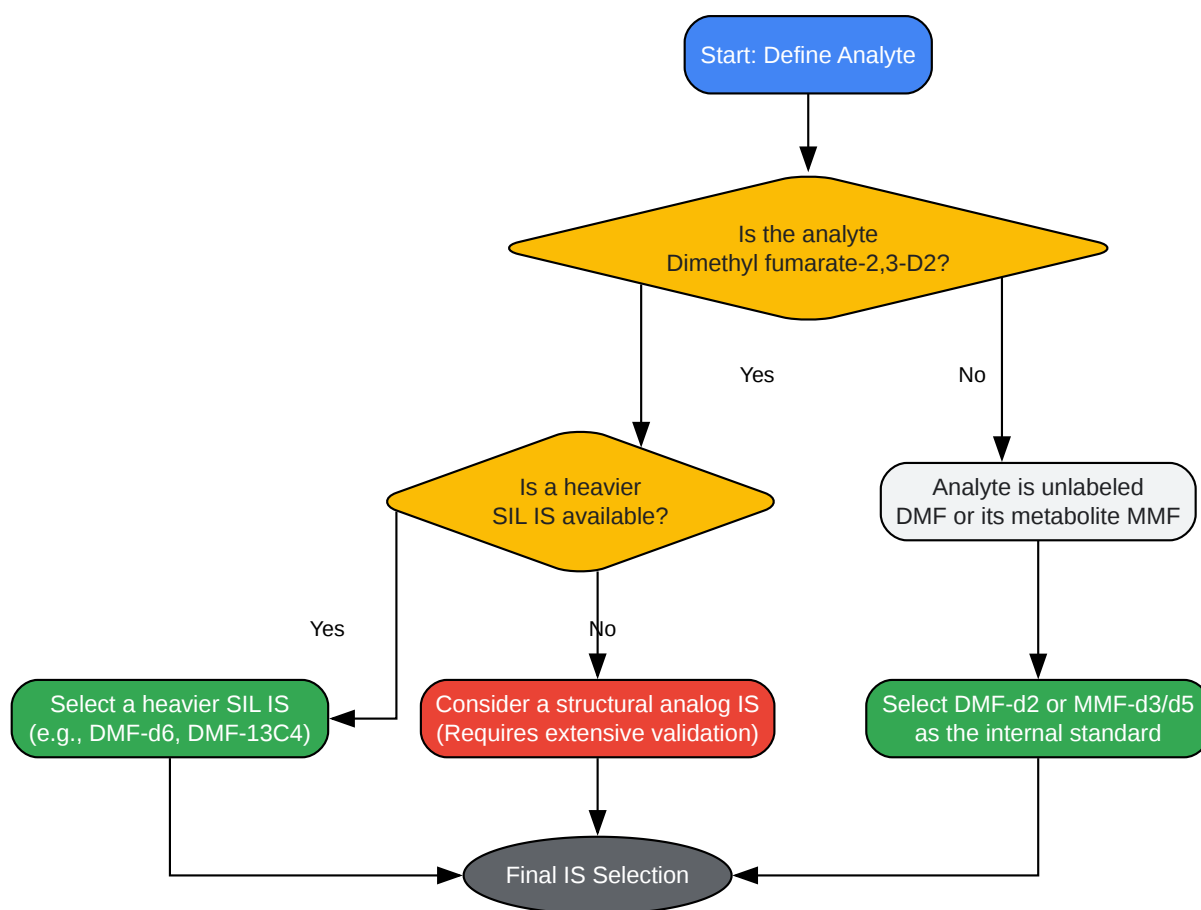 Start: Define Analyte
Is the analyte
Dimethyl fumarate-2,3-D2?
Yes
No
Is a heavier
SIL IS available?
Analyte is unlabeled
DMF or its metabolite MMF
Yes
No
Select a heavier SIL IS
(e.g., DMF-d6, DMF-13C4)
Consider a structural analog IS
(Requires extensive validation)
Select DMF-d2 or MMF-d3/d5
as the internal standard
Final IS Selection